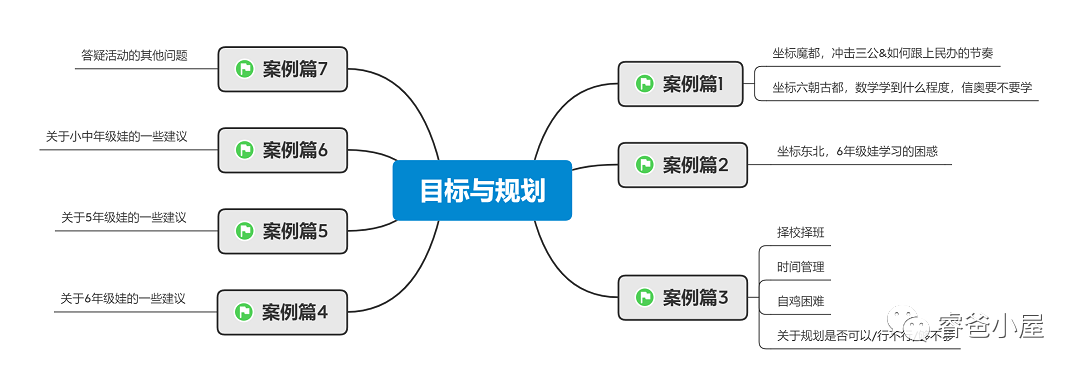 目标与规划
案例篇1
坐标魔都，冲击三公&如何跟上民办的节奏
坐标六朝古都，数学学到什么程度，信奥要不要学
案例篇2
坐标东北，6年级娃学习的困惑
案例篇3
择校择班
时间管理
自鸡困难
关于规划是否可以/行不行
案例篇4
关于6年级娃的一些建议
案例篇5
关于5年级娃的一些建议
案例篇6
关于小中年级娃的一些建议
案例篇7
答疑活动的其他问题
睿爸小屋